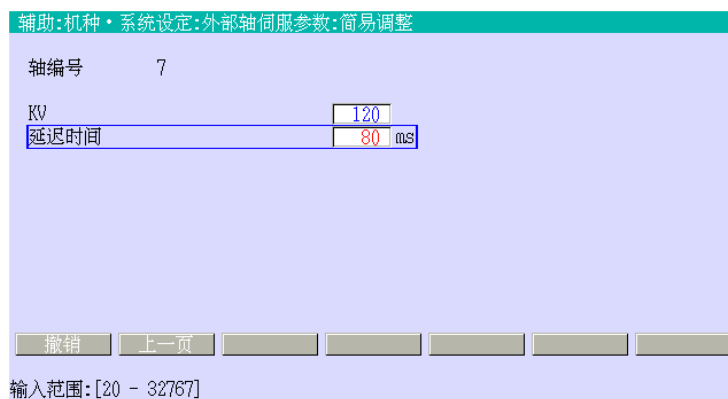 辅助:机种·系统设定:外部轴伺服参数:简易调整
轴编号 7
KV 120
延迟时间 80 ms
撤销 上一页
输入范围:[20 - 32767]